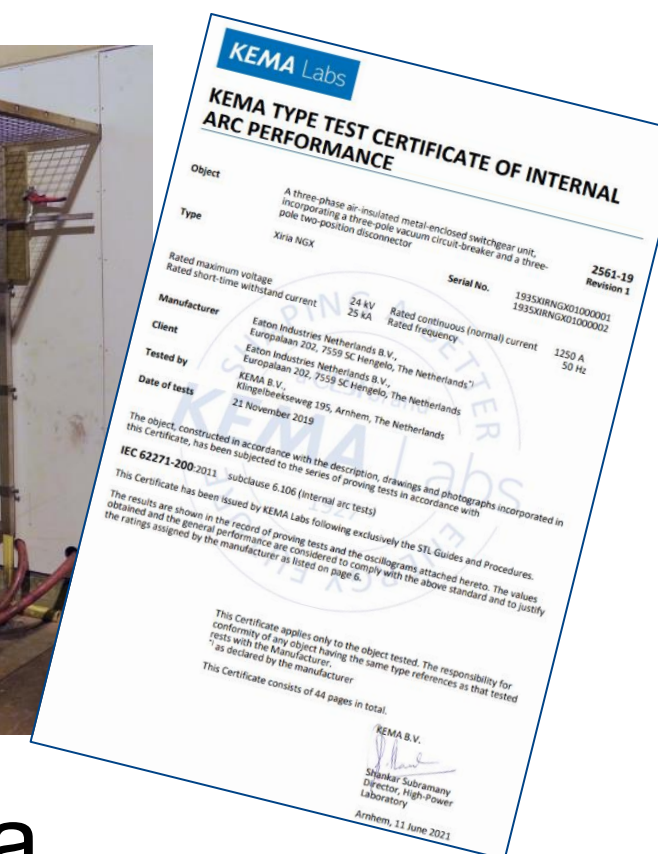 KEMA Labs
KEMA TYPE TEST CERTIFICATE OF INTERNAL
ARC PERFORMANCE
2561-19
Revision 1
Object
A three-phase air-insulated metal-enclosed switchgear unit,
incorporating a three-pole vacuum circuit-breaker and a three-
pole two-position disconnector
Type
Xiria NGX
Serial No.
1935XIRNGX01000001
1935XIRNGX01000002
Rated maximum voltage 24 kV Rated continuous (normal) current 1250 A
Rated short-time withstand current 25 kA Rated frequency 50 Hz
Manufacturer
Eaton Industries Netherlands B.V.,
Europalaan 202, 7559 SC Hengelo, The Netherlands*)
Client
Eaton Industries Netherlands B.V.,
Europalaan 202, 7559 SC Hengelo, The Netherlands
Tested by
KEMA B.V.,
Klingelbeekseweg 195, Arnhem, The Netherlands
Date of tests
21 November 2019
The object, constructed in accordance with the description, drawings and photographs incorporated in
this Certificate, has been subjected to the series of proving tests in accordance with
IEC 62271-200-2011 subclause 6.106 (Internal arc tests)
This Certificate has been issued by KEMA Labs following exclusively the STL Guides and Procedures.
The results are shown in the record of proving tests and the oscillograms attached hereto. The values
obtained and the general performance are considered to comply with the above standard and to justify
the ratings assigned by the manufacturer as listed on page 6.
This Certificate applies only to the object tested. The responsibility for
conformity of any object having the same type references as that tested
rests with the Manufacturer.
*) as declared by the manufacturer
This Certificate consists of 44 pages in total.
KEMA B.V.
Shankar Subramany
Director, High-Power
Laboratory
Arnhem, 11 June 2021
KEMA Labs
1927